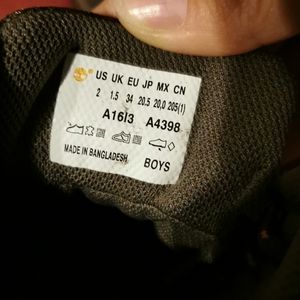 US UK EU JP MX CN
2 1.5 34 20.5 20,0 205(1)
A16I3 A4398
MADE IN BANGLADESH BOYS